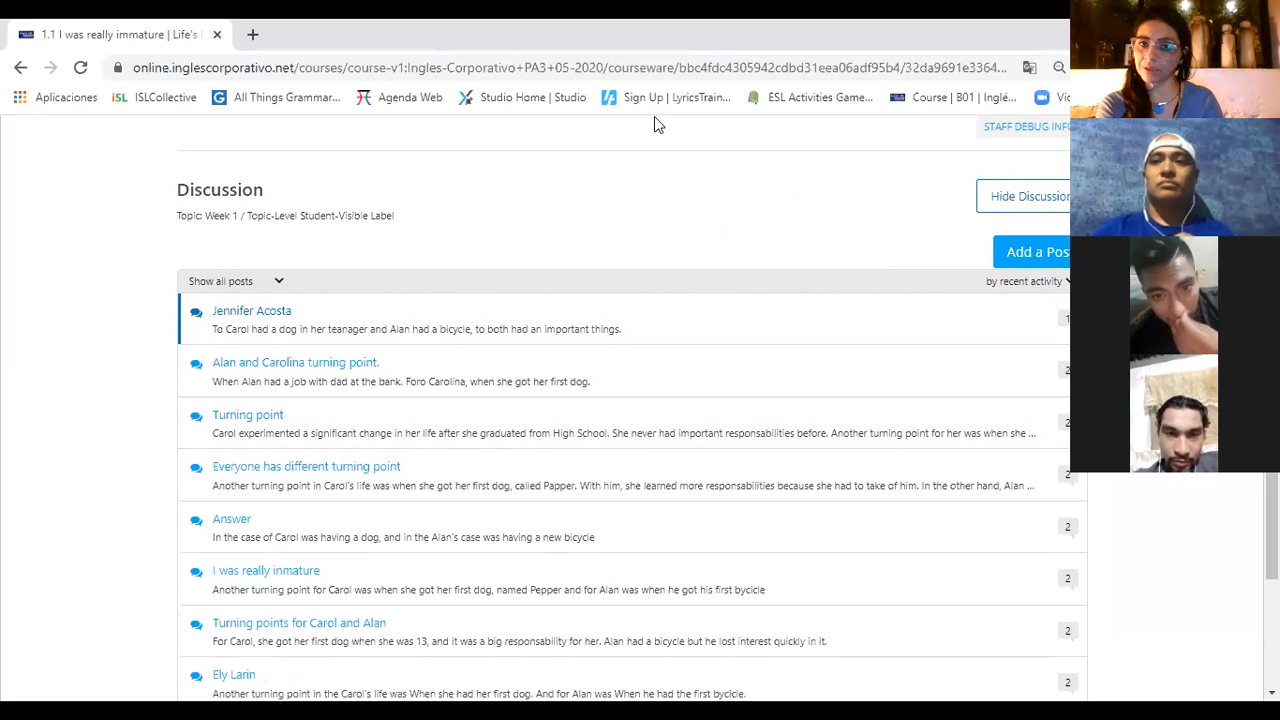 1.1 I was really immature | Life's
online.inglescorporativo.net/courses/course-v1:Ingles-Corporativo+PA3+05-2020/courseware/bbc4fdc4305942cdbd31eea06adf95b4/32da9691e3364...
Aplicaciones iSL ISLCollective All Things Grammar... Agenda Web Studio Home | Studio Sign Up | LyricsTrain... ESL Activities Game... Course | B01 | Inglé...
STAFF DEBUG INFO
Discussion
Topic: Week 1 / Topic-Level Student-Visible Label
Hide Discussion
Add a Pos
Show all posts by recent activity
Jennifer Acosta
To Carol had a dog in her teanager and Alan had a bicycle, to both had an important things.
1
Alan and Carolina turning point.
When Alan had a job with dad at the bank. Foro Carolina, when she got her first dog.
2
Turning point
Carol experimented a significant change in her life after she graduated from High School. She never had important responsabilities before. Another turning point for her was when she ...
2
Everyone has different turning point
Another turning point in Carol's life was when she got her first dog, called Papper. With him, she learned more responsabilities because she had to take of him. In the other hand, Alan ...
2
Answer
In the case of Carol was having a dog, and in the Alan's case was having a new bicycle
2
I was really inmature
Another turning point for Carol was when she got her first dog, named Pepper and for Alan was when he got his first bycicle
2
Turning points for Carol and Alan
For Carol, she got her first dog when she was 13, and it was a big responsability for her. Alan had a bicycle but he lost interest quickly in it.
2
Ely Larin
Another turning point in the Carol's life was When she had her first dog. And for Alan was When he had the first bycicle.
2